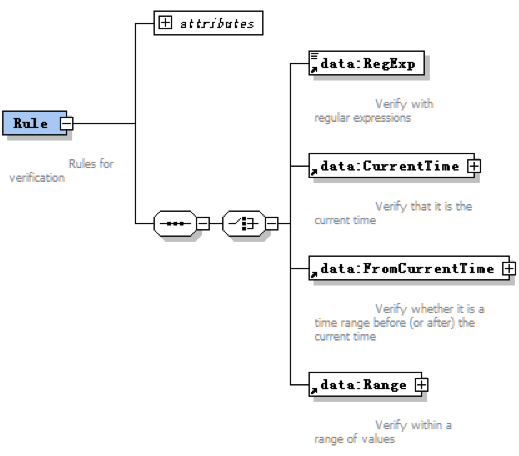 attributes
data:RegExp
Verify with
regular expressions
Rule
Rules for
verification
data:CurrentTime
Verify that it is the
current time
data:FromCurrentTime
Verify whether it is a
time range before (or after) the
current time
data:Range
Verify within a
range of values